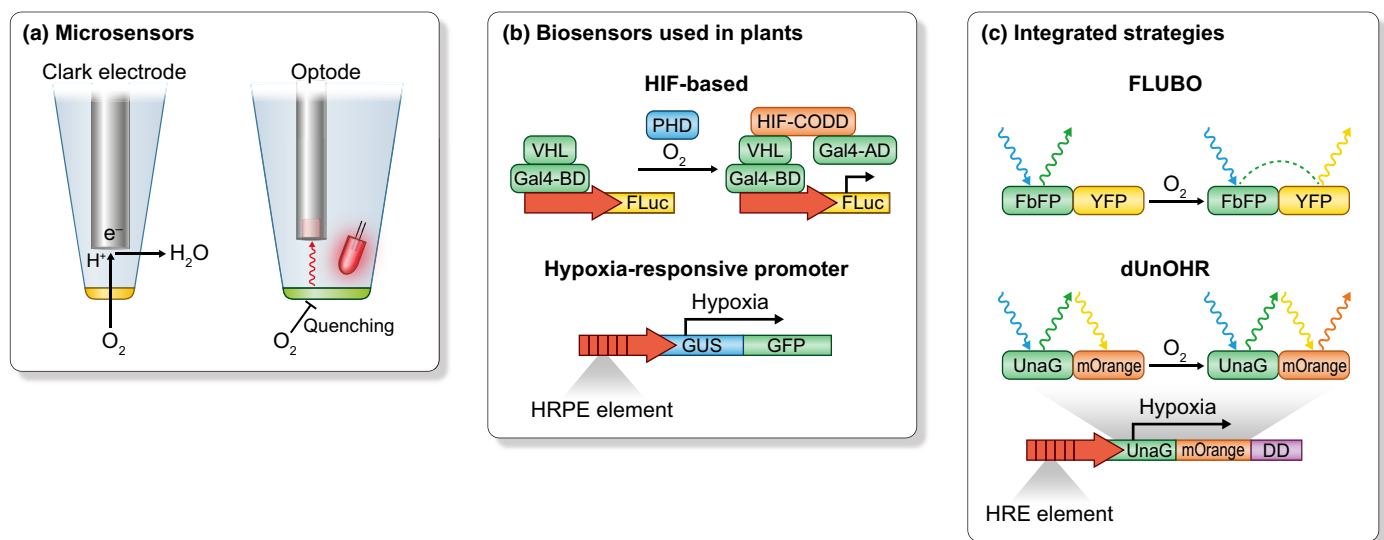 (a) Microsensors
Clark electrode
Optode
e⁻
H⁺
H₂O
O₂
Quenching
O₂
(b) Biosensors used in plants
HIF-based
VHL
Gal4-BD
FLuc
PHD
O₂
HIF-CODD
VHL
Gal4-AD
Gal4-BD
FLuc
Hypoxia-responsive promoter
Hypoxia
GUS
GFP
HRPE element
(c) Integrated strategies
FLUBO
FbFP
YFP
O₂
FbFP
YFP
dUnOHR
UnaG
mOrange
O₂
UnaG
mOrange
Hypoxia
UnaG
mOrange
DD
HRE element